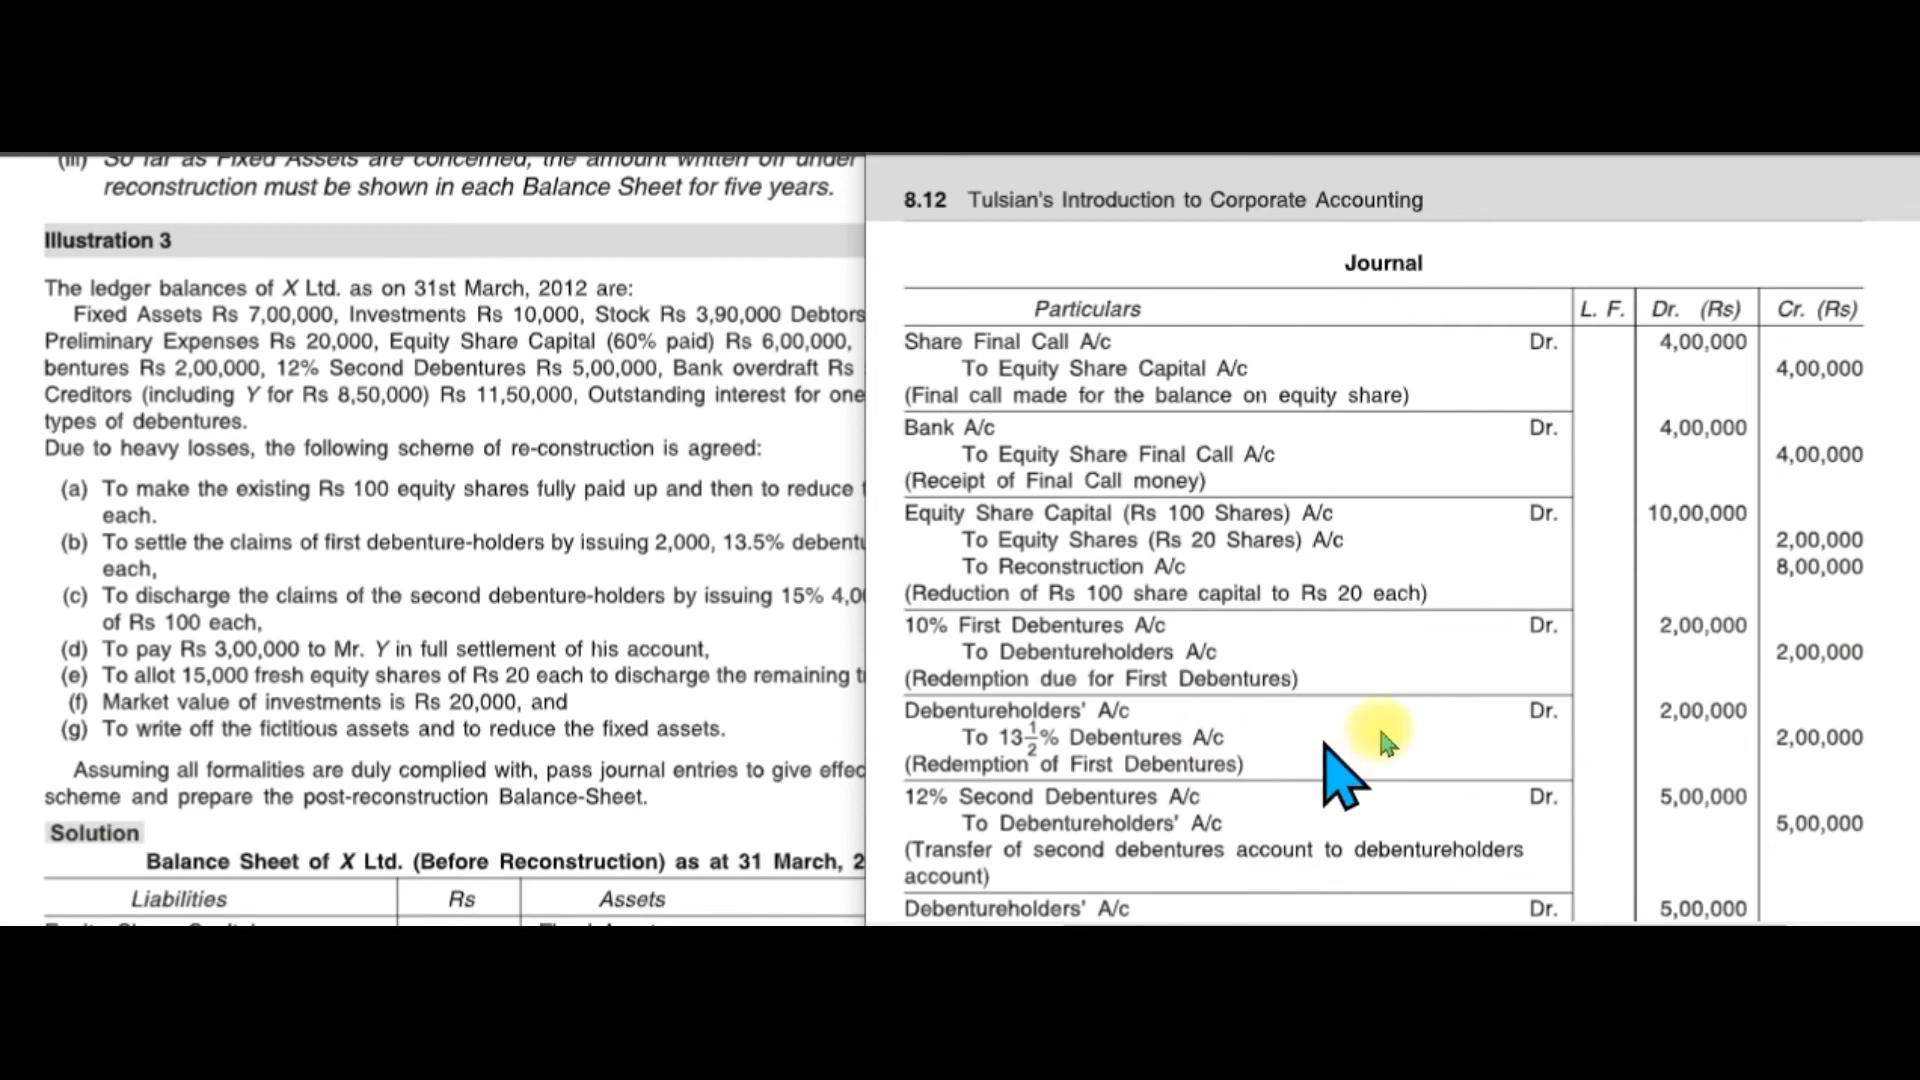 (iii) So far as Fixed Assets are concerned, the amount written off under
reconstruction must be shown in each Balance Sheet for five years.
Illustration 3
The ledger balances of X Ltd. as on 31st March, 2012 are:
Fixed Assets Rs 7,00,000, Investments Rs 10,000, Stock Rs 3,90,000 Debtors
Preliminary Expenses Rs 20,000, Equity Share Capital (60% paid) Rs 6,00,000,
bentures Rs 2,00,000, 12% Second Debentures Rs 5,00,000, Bank overdraft Rs
Creditors (including Y for Rs 8,50,000) Rs 11,50,000, Outstanding interest for one
types of debentures.
Due to heavy losses, the following scheme of re-construction is agreed:
(a) To make the existing Rs 100 equity shares fully paid up and then to reduce
each.
(b) To settle the claims of first debenture-holders by issuing 2,000, 13.5% debentu
each,
(c) To discharge the claims of the second debenture-holders by issuing 15% 4,0
of Rs 100 each,
(d) To pay Rs 3,00,000 to Mr. Y in full settlement of his account,
(e) To allot 15,000 fresh equity shares of Rs 20 each to discharge the remaining
(f) Market value of investments is Rs 20,000, and
(g) To write off the fictitious assets and to reduce the fixed assets.
Assuming all formalities are duly complied with, pass journal entries to give effec
scheme and prepare the post-reconstruction Balance-Sheet.
Solution
Balance Sheet of X Ltd. (Before Reconstruction) as at 31 March, 2
Liabilities Rs Assets
8.12 Tulsian's Introduction to Corporate Accounting
Journal
Particulars L. F. Dr. (Rs) Cr. (Rs)
Share Final Call A/c Dr. 4,00,000
To Equity Share Capital A/c 4,00,000
(Final call made for the balance on equity share)
Bank A/c Dr. 4,00,000
To Equity Share Final Call A/c 4,00,000
(Receipt of Final Call money)
Equity Share Capital (Rs 100 Shares) A/c Dr. 10,00,000
To Equity Shares (Rs 20 Shares) A/c 2,00,000
To Reconstruction A/c 8,00,000
(Reduction of Rs 100 share capital to Rs 20 each)
10% First Debentures A/c Dr. 2,00,000
To Debentureholders A/c 2,00,000
(Redemption due for First Debentures)
Debentureholders' A/c Dr. 2,00,000
To 13½% Debentures A/c 2,00,000
(Redemption of First Debentures)
12% Second Debentures A/c Dr. 5,00,000
To Debentureholders' A/c 5,00,000
(Transfer of second debentures account to debentureholders
account)
Debentureholders' A/c Dr. 5,00,000